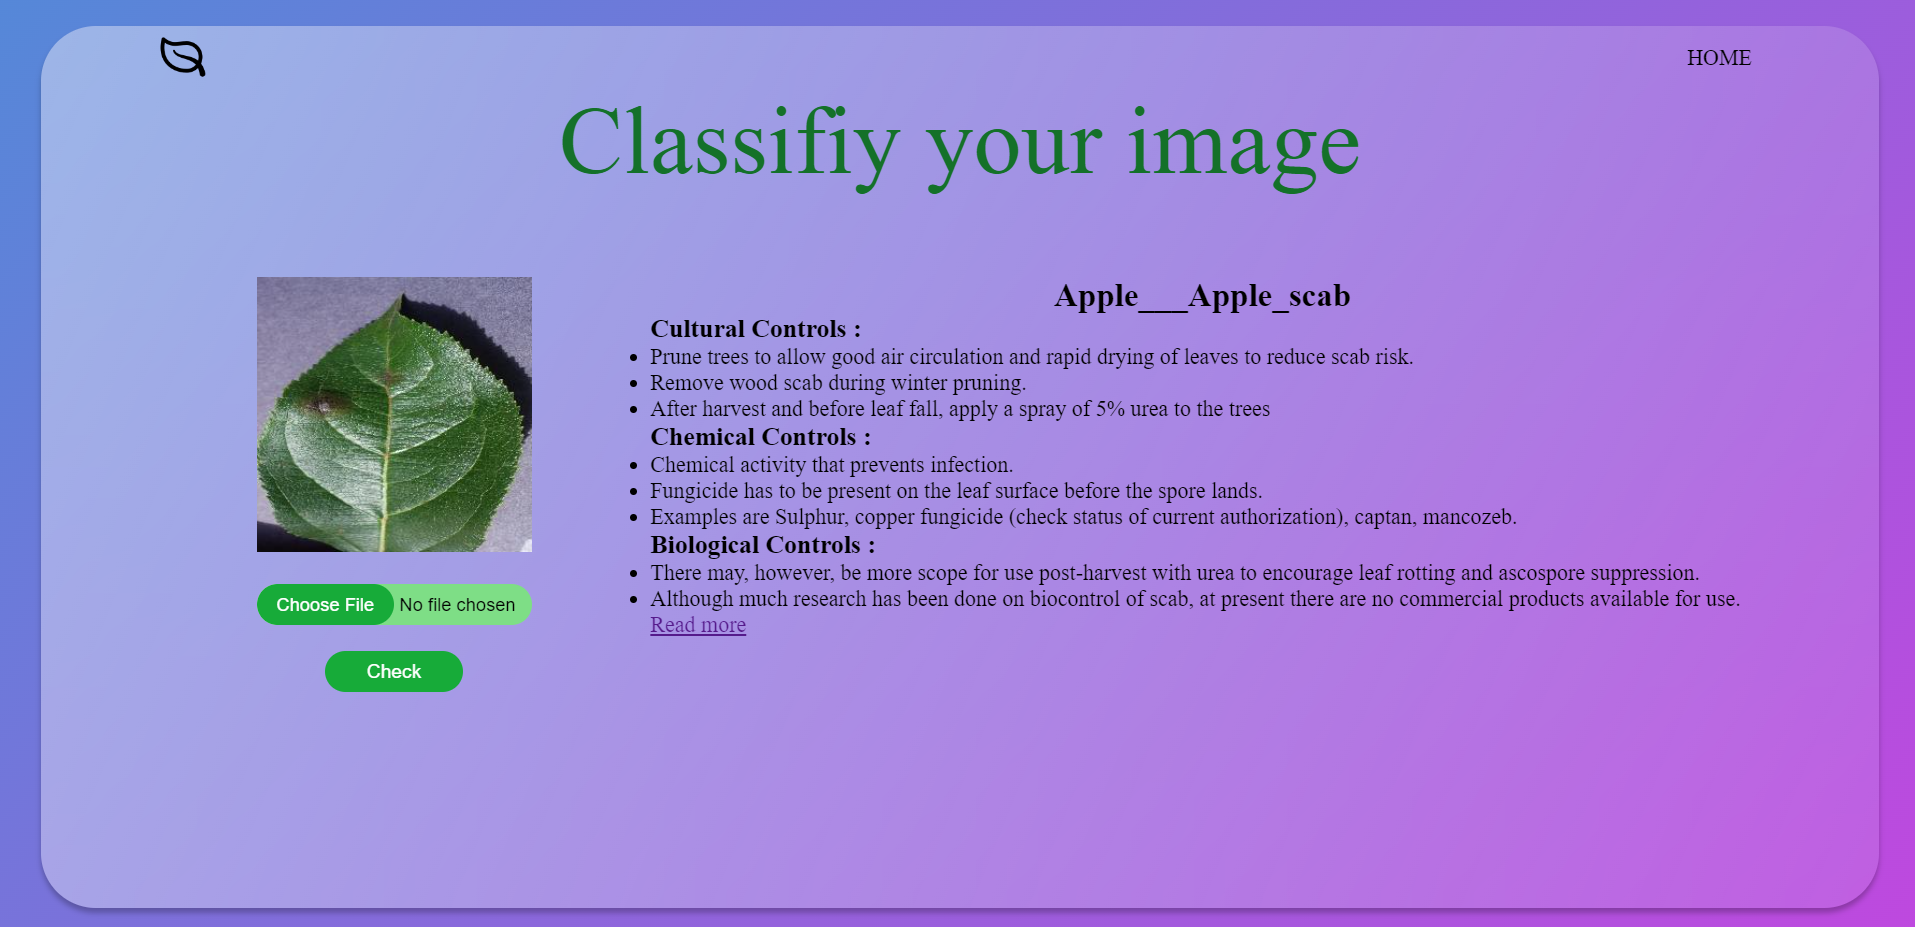 HOME
Classifiy your image
Apple___Apple_scab
Cultural Controls :
Prune trees to allow good air circulation and rapid drying of leaves to reduce scab risk.
Remove wood scab during winter pruning.
After harvest and before leaf fall, apply a spray of 5% urea to the trees
Chemical Controls :
Chemical activity that prevents infection.
Fungicide has to be present on the leaf surface before the spore lands.
Examples are Sulphur, copper fungicide (check status of current authorization), captan, mancozeb.
Biological Controls :
There may, however, be more scope for use post-harvest with urea to encourage leaf rotting and ascospore suppression.
Although much research has been done on biocontrol of scab, at present there are no commercial products available for use.
Read more
Choose File No file chosen
Check